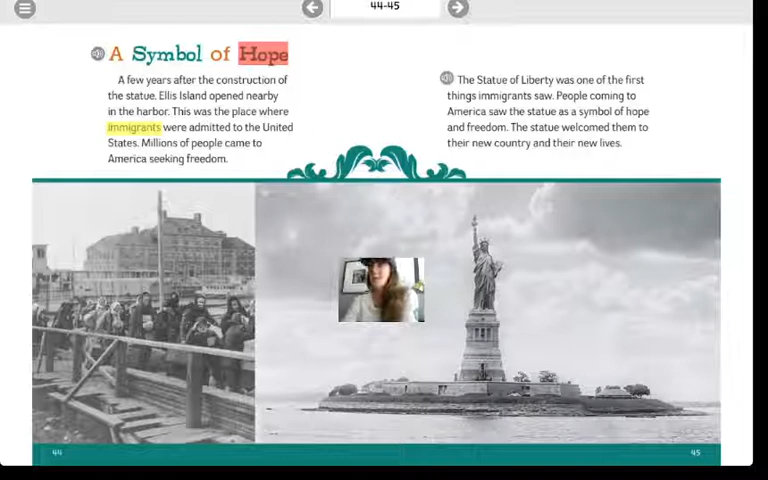 44-45
A Symbol of Hope
A few years after the construction of
the statue, Ellis Island opened nearby
in the harbor. This was the place where
immigrants were admitted to the United
States. Millions of people came to
America seeking freedom.
The Statue of Liberty was one of the first
things immigrants saw. People coming to
America saw the statue as a symbol of hope
and freedom. The statue welcomed them to
their new country and their new lives.
44
45